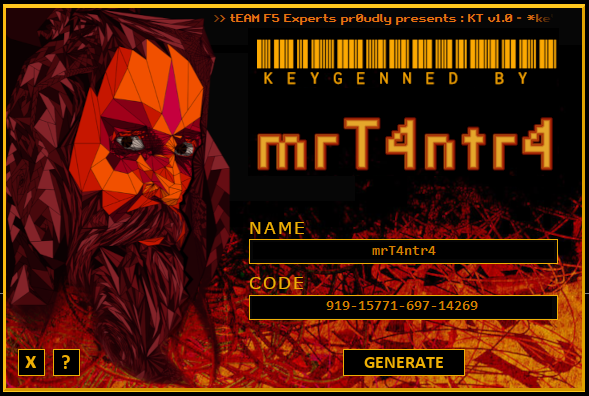 >> tEAM F5 Experts pr0udly presents : KT v1.0 - *ke
KEYGENNED BY
mrT4ntr4
NAME
mrT4ntr4
CODE
919-15771-697-14269
X ? GENERATE